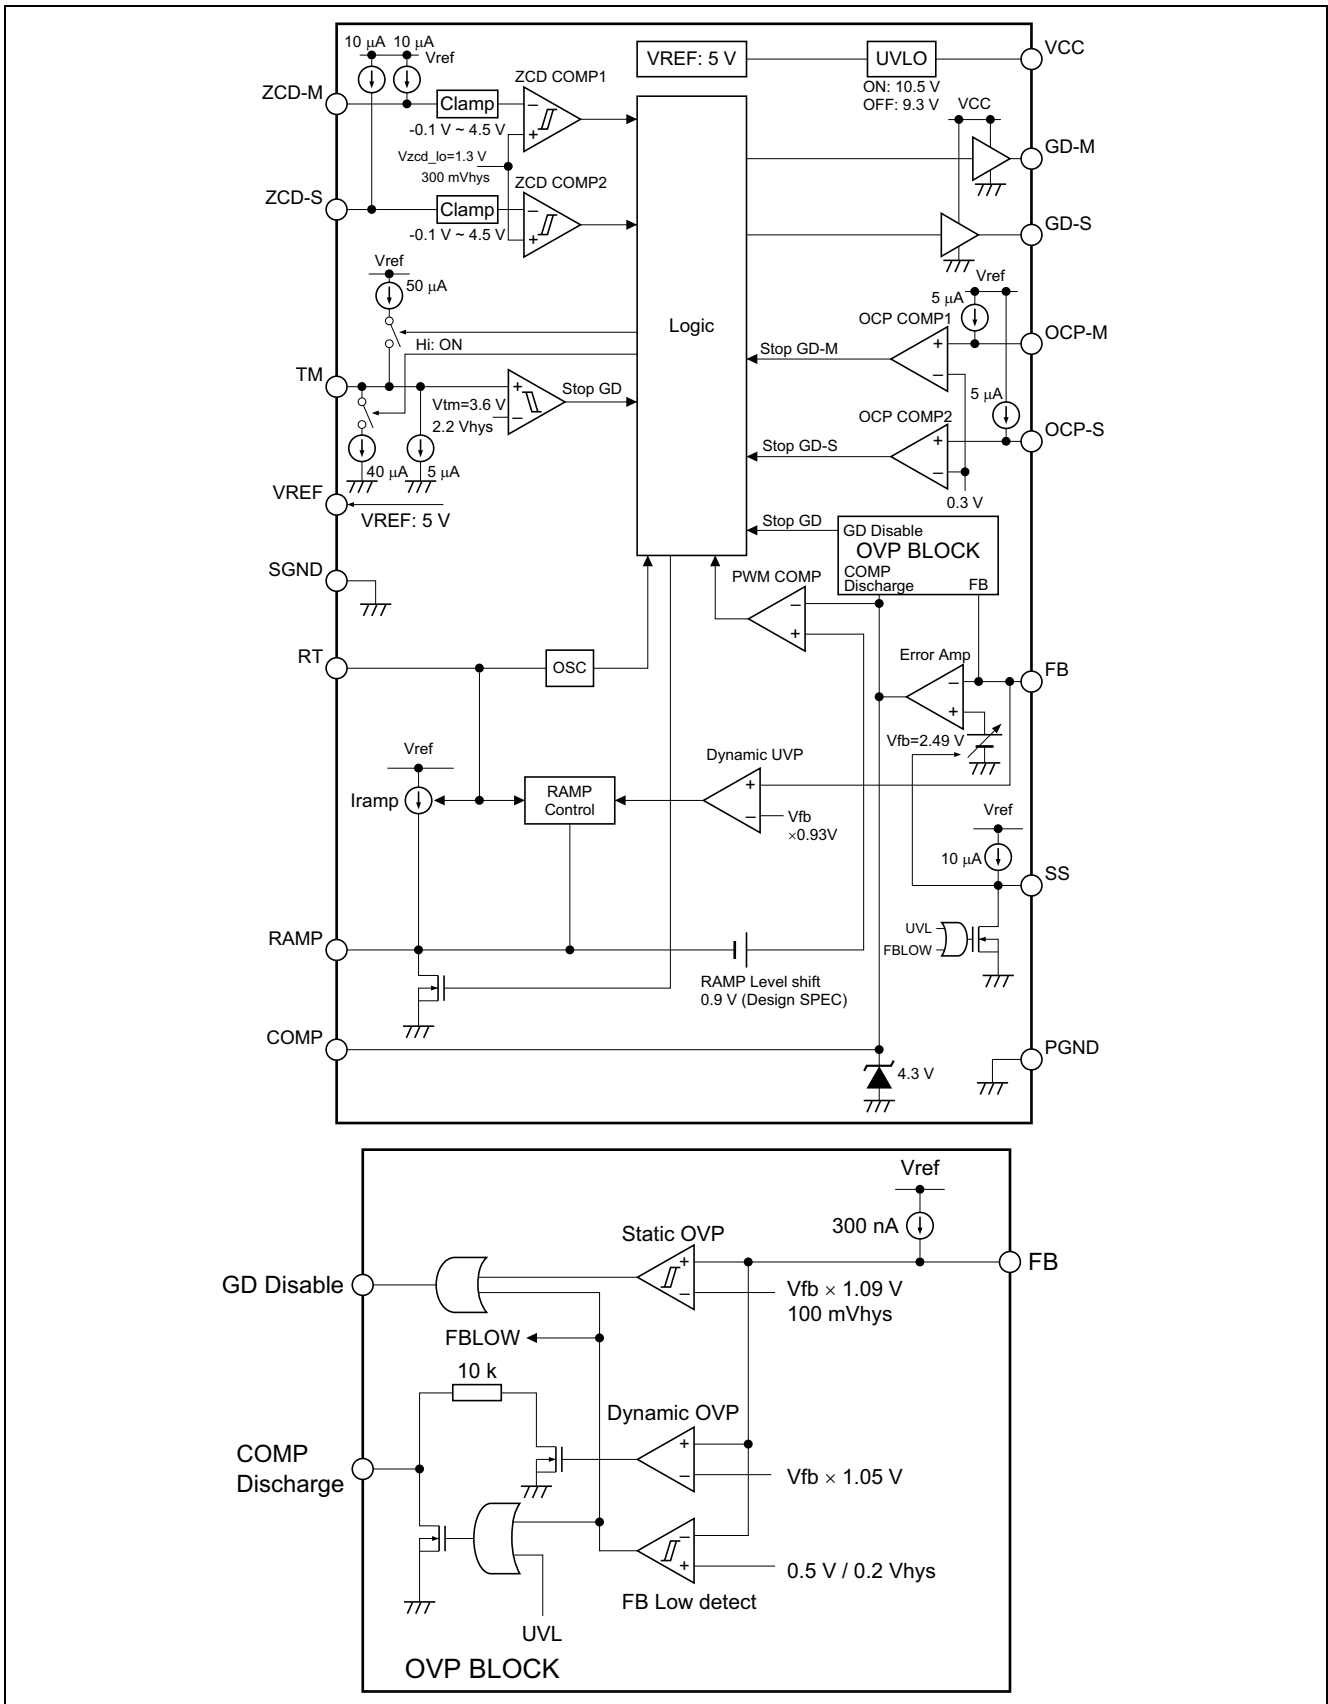 10 μA 10 μA
Vref
ZCD-M
Clamp
-0.1 V ~ 4.5 V
ZCD COMP1
−
+
Vzcd_lo=1.3 V
300 mVhys
ZCD COMP2
ZCD-S
Clamp
-0.1 V ~ 4.5 V
−
+
VREF: 5 V
UVLO
ON: 10.5 V
OFF: 9.3 V
VCC
VCC
GD-M
GD-S
Vref
50 μA
Hi: ON
TM
Vtm=3.6 V
2.2 Vhys
+
−
Stop GD
40 μA
5 μA
Logic
Vref
5 μA
OCP COMP1
+
−
OCP-M
Stop GD-M
5 μA
OCP COMP2
+
−
OCP-S
Stop GD-S
0.3 V
VREF
VREF: 5 V
Stop GD
GD Disable
OVP BLOCK
COMP
Discharge
FB
SGND
PWM COMP
−
+
RT
OSC
Error Amp
−
+
FB
Vfb=2.49 V
Vref
Iramp
RAMP
Control
Dynamic UVP
+
−
Vfb
×0.93V
Vref
10 μA
SS
UVL
FBLOW
RAMP
RAMP Level shift
0.9 V (Design SPEC)
COMP
4.3 V
PGND
Vref
300 nA
FB
Static OVP
+
−
Vfb × 1.09 V
100 mVhys
GD Disable
FBLOW
10 k
Dynamic OVP
+
−
Vfb × 1.05 V
COMP
Discharge
−
+
0.5 V / 0.2 Vhys
FB Low detect
UVL
OVP BLOCK